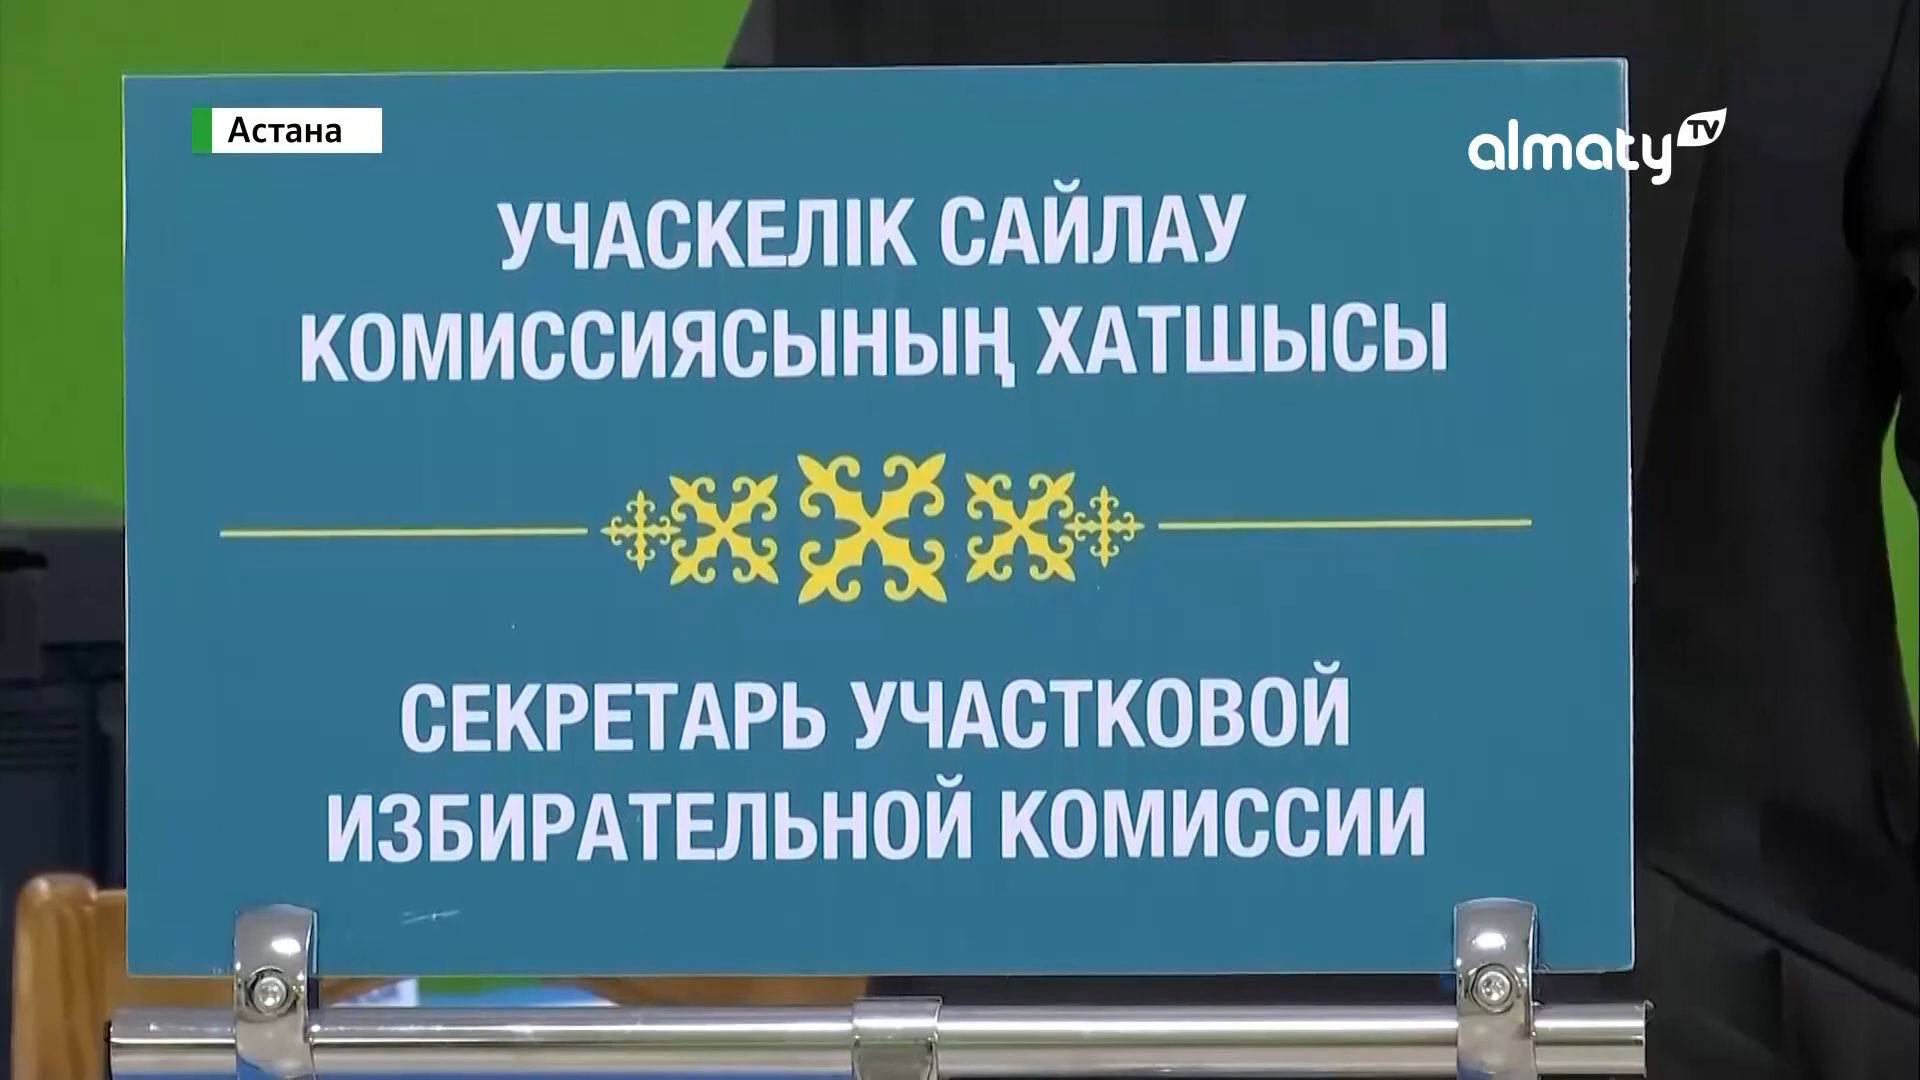 Астана
almaty TV
УЧАСКЕЛІК САЙЛАУ
КОМИССИЯСЫНЫҢ ХАТШЫСЫ
СЕКРЕТАРЬ УЧАСТКОВОЙ
ИЗБИРАТЕЛЬНОЙ КОМИССИИ